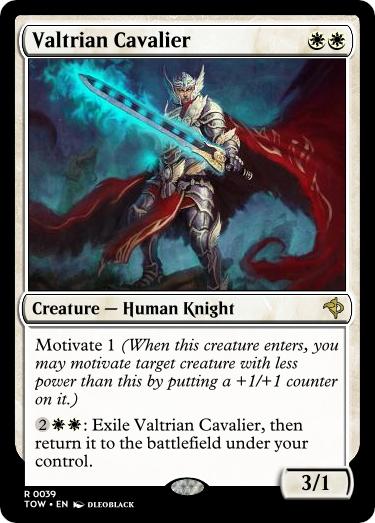 Valtrian Cavalier
Creature — Human Knight
Motivate 1 (When this creature enters, you
may motivate target creature with less
power than this by putting a +1/+1 counter
on it.)
2: Exile Valtrian Cavalier, then
return it to the battlefield under your
control.
3/1
R 0039
TOW • EN DLEOBLACK